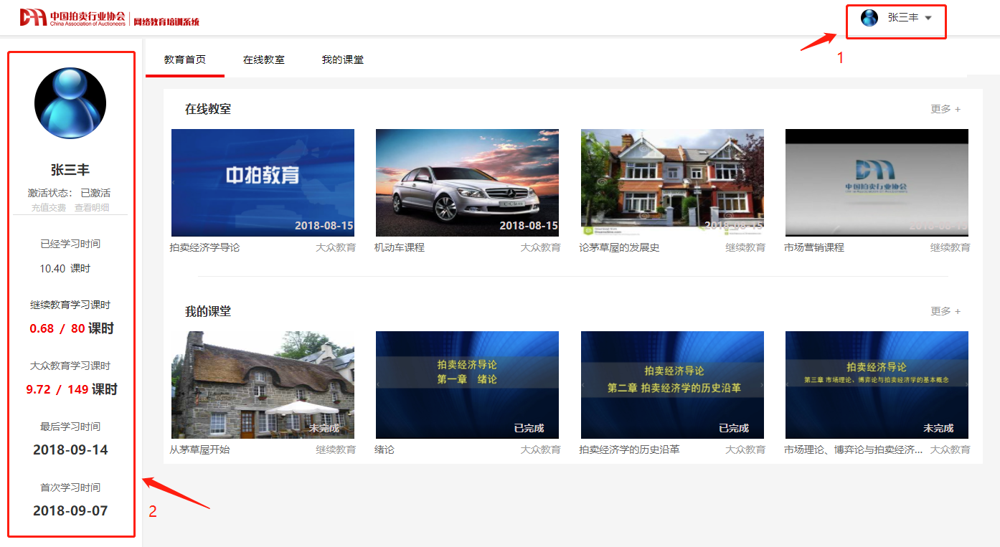 中国拍卖行业协会
China Association of Auctioneers
网络教育培训系统
张三丰
1
教育首页 在线教室 我的课堂
张三丰
激活状态： 已激活
充值交费 查看明细
已经学习时间
10.40 课时
继续教育学习课时
0.68 / 80 课时
大众教育学习课时
9.72 / 149 课时
最后学习时间
2018-09-14
首次学习时间
2018-09-07
2
在线教室 更多 +
中拍教育
2018-08-15
拍卖经济学导论 大众教育
2018-08-15
机动车课程 大众教育
2018-08-15
论茅草屋的发展史 继续教育
中国拍卖行业协会
2018-08-15
市场营销课程 继续教育
我的课堂 更多 +
未完成
从茅草屋开始 继续教育
拍卖经济导论
第一章 绪论
已完成
绪论 大众教育
拍卖经济导论
第二章 拍卖经济学的历史沿革
已完成
拍卖经济学的历史沿革 大众教育
拍卖经济导论
第三章 市场理论、博弈论与拍卖经济学的基本概念
未完成
市场理论、博弈论与拍卖经济... 大众教育